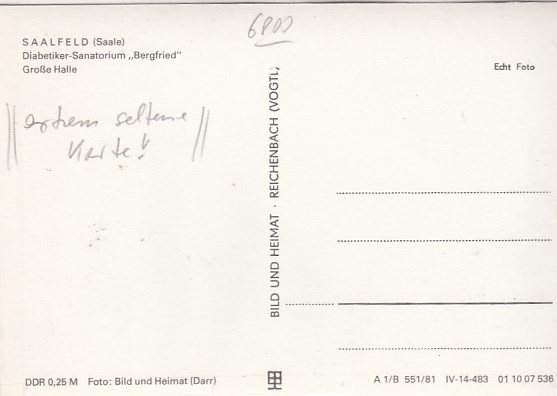 SAALFELD (Saale)
Diabetiker-Sanatorium „Bergfried"
Große Halle
6800
Echt Foto
extrem seltene
Karte!
BILD UND HEIMAT · REICHENBACH (VOGTL)
DDR 0,25 M Foto: Bild und Heimat (Darr)
A 1/B 551/81 IV-14-483 01 10 07 536